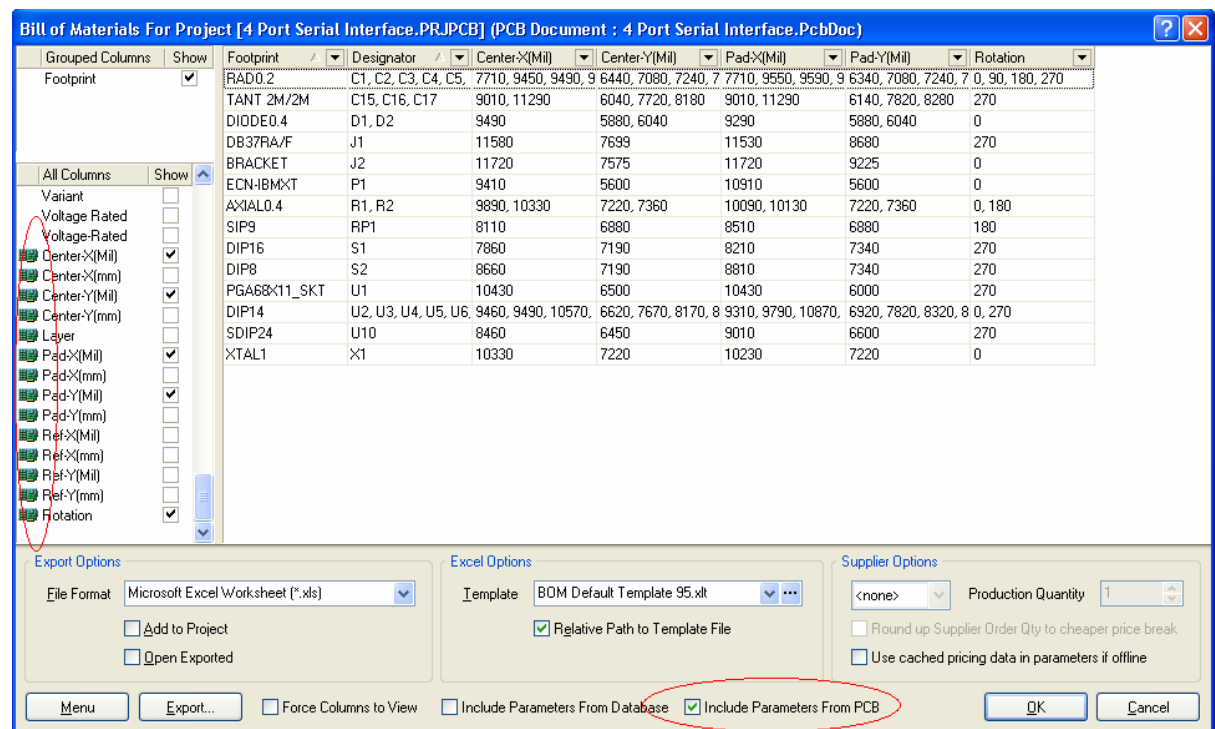 Bill of Materials For Project [4 Port Serial Interface.PRJPCB] (PCB Document : 4 Port Serial Interface.PcbDoc)
Grouped Columns Show
Footprint
All Columns Show
Variant
Voltage Rated
Voltage-Rated
Center-X(Mil)
Center-X(mm)
Center-Y(Mil)
Center-Y(mm)
Layer
Pad-X(Mil)
Pad-X(mm)
Pad-Y(Mil)
Pad-Y(mm)
Ref-X(Mil)
Ref-X(mm)
Ref-Y(Mil)
Ref-Y(mm)
Rotation
Footprint Designator Center-X(Mil) Center-Y(Mil) Pad-X(Mil) Pad-Y(Mil) Rotation
RAD0.2 C1, C2, C3, C4, C5, 7710, 9450, 9490, 9 6440, 7080, 7240, 7 7710, 9550, 9590, 9 6340, 7080, 7240, 7 0, 90, 180, 270
TANT 2M/2M C15, C16, C17 9010, 11290 6040, 7720, 8180 9010, 11290 6140, 7820, 8280 270
DIODE0.4 D1, D2 9490 5880, 6040 9290 5880, 6040 0
DB37RA/F J1 11580 7699 11530 8680 270
BRACKET J2 11720 7575 11720 9225 0
ECN-IBMXT P1 9410 5600 10910 5600 0
AXIAL0.4 R1, R2 9890, 10330 7220, 7360 10090, 10130 7220, 7360 0, 180
SIP9 RP1 8110 6880 8510 6880 180
DIP16 S1 7860 7190 8210 7340 270
DIP8 S2 8660 7190 8810 7340 270
PGA68X11_SKT U1 10430 6500 10430 6000 270
DIP14 U2, U3, U4, U5, U6, 9460, 9490, 10570, 6620, 7670, 8170, 8 9310, 9790, 10870, 6920, 7820, 8320, 8 0, 270
SDIP24 U10 8460 6450 9010 6600 270
XTAL1 X1 10330 7220 10230 7220 0
Export Options
File Format Microsoft Excel Worksheet (*.xls)
Add to Project
Open Exported
Excel Options
Template BOM Default Template 95.xlt ...
Relative Path to Template File
Supplier Options
<none> Production Quantity 1
Round up Supplier Order Qty to cheaper price break
Use cached pricing data in parameters if offline
Menu Export... Force Columns to View Include Parameters From Database Include Parameters From PCB OK Cancel